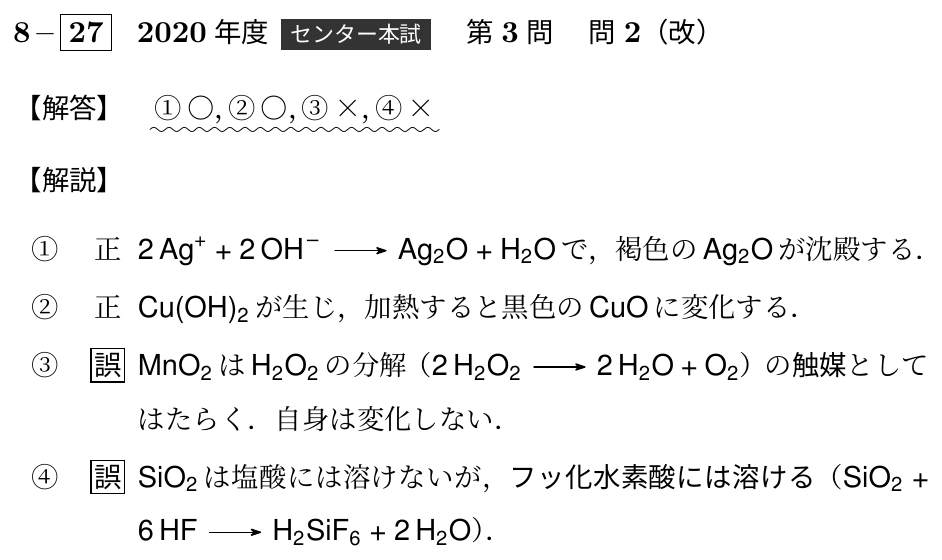 8−27 2020 年度 センター本試 第 3 問 問 2（改）
【解答】 ① ○, ② ○, ③ ×, ④ ×
【解説】
① 正 2 Ag⁺ + 2 OH⁻ ⟶ Ag₂O + H₂O で，褐色の Ag₂O が沈殿する．
② 正 Cu(OH)₂ が生じ，加熱すると黒色の CuO に変化する．
③ 誤 MnO₂ は H₂O₂ の分解（2 H₂O₂ ⟶ 2 H₂O + O₂）の触媒として
はたらく．自身は変化しない．
④ 誤 SiO₂ は塩酸には溶けないが，フッ化水素酸には溶ける（SiO₂ +
6 HF ⟶ H₂SiF₆ + 2 H₂O）．